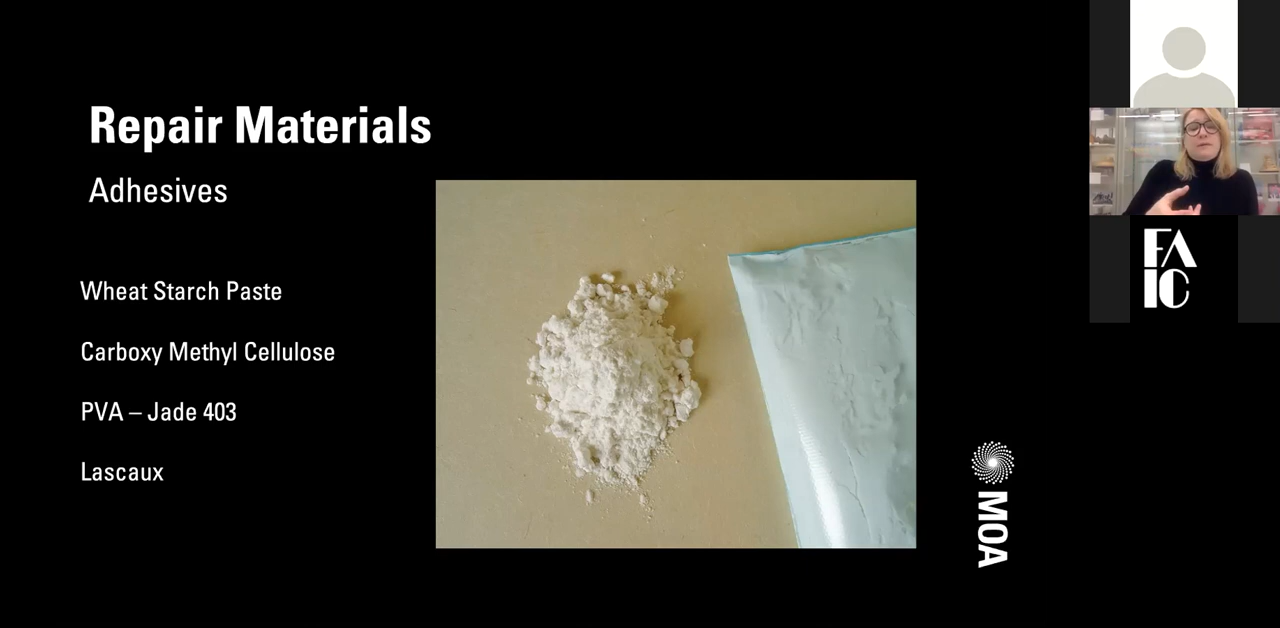 Repair Materials
Adhesives
Wheat Starch Paste
Carboxy Methyl Cellulose
PVA – Jade 403
Lascaux
FA
IC
MOA